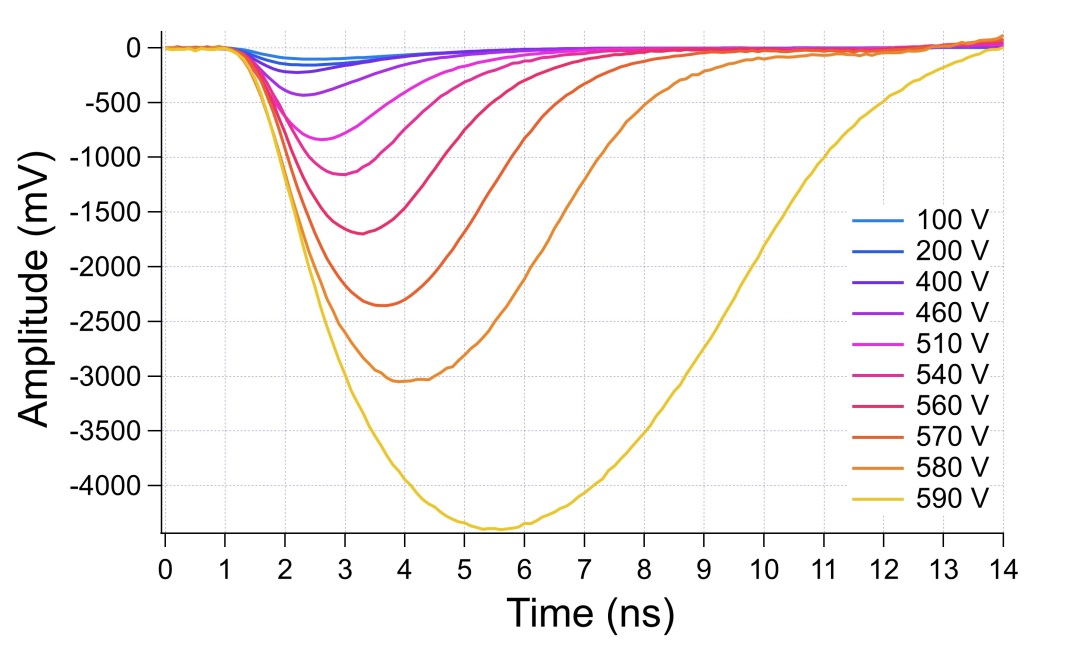 0
-500
-1000
-1500
-2000
-2500
-3000
-3500
-4000
Amplitude (mV)
100 V
200 V
400 V
460 V
510 V
540 V
560 V
570 V
580 V
590 V
0 1 2 3 4 5 6 7 8 9 10 11 12 13 14
Time (ns)